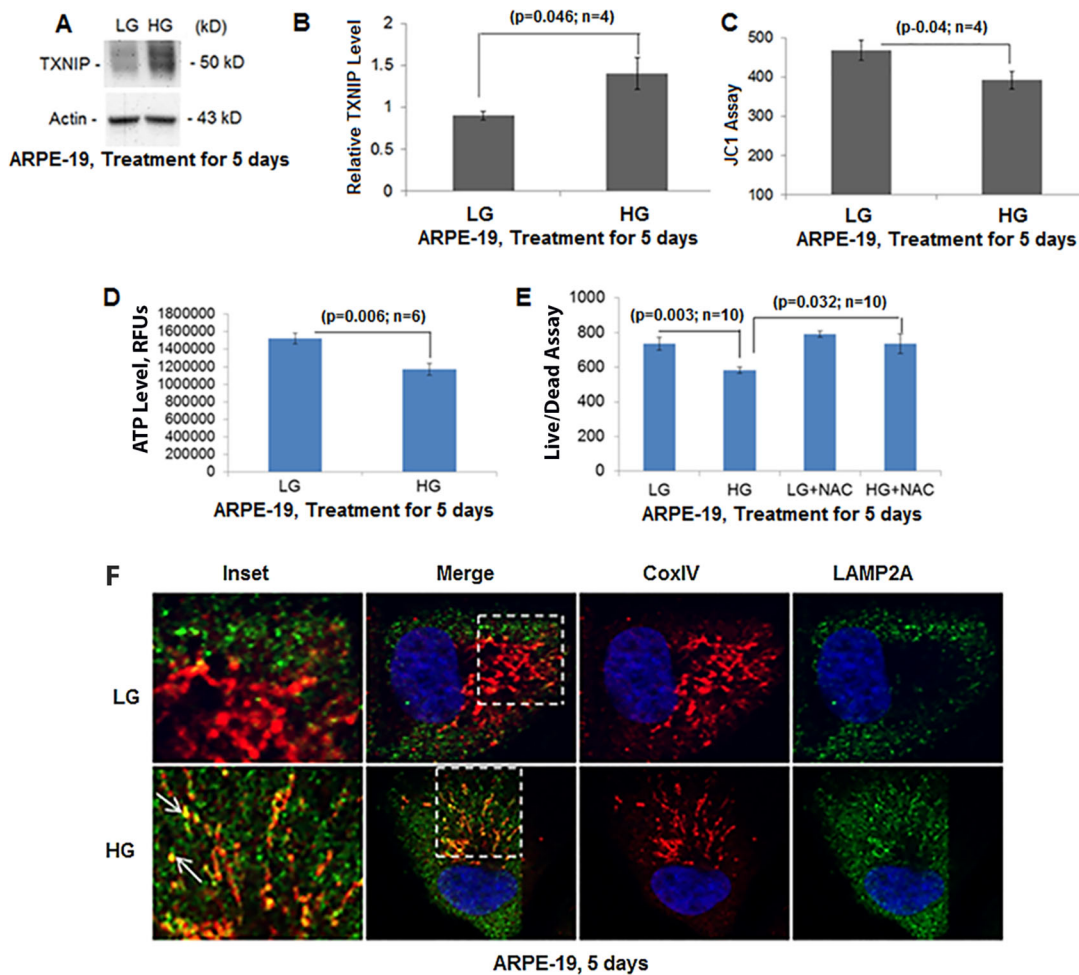 A
LG HG (kD)
TXNIP - - 50 kD
Actin - - 43 kD
ARPE-19, Treatment for 5 days
B
(p=0.046; n=4)
Relative TXNIP Level
2
1.5
1
0.5
0
LG HG
ARPE-19, Treatment for 5 days
C
(p-0.04; n=4)
JC1 Assay
500
400
300
200
100
LG HG
ARPE-19, Treatment for 5 days
D
(p=0.006; n=6)
ATP Level, RFUs
1800000
1600000
1400000
1200000
1000000
800000
600000
400000
200000
0
LG HG
ARPE-19, Treatment for 5 days
E
(p=0.003; n=10) (p=0.032; n=10)
Live/Dead Assay
1000
800
600
400
200
0
LG HG LG+NAC HG+NAC
ARPE-19, Treatment for 5 days
F
Inset Merge CoxIV LAMP2A
LG
HG
ARPE-19, 5 days